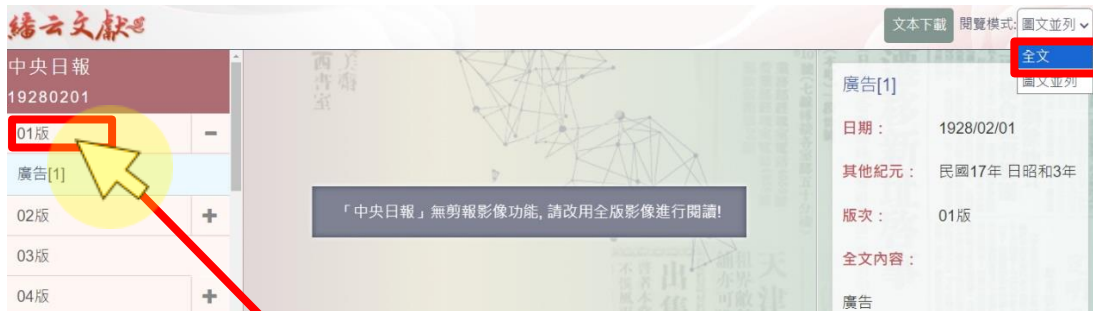 縉云文獻
文本下載 閱覽模式: 圖文並列
全文
圖文並列
中央日報
19280201
01版
廣告[1]
02版
03版
04版
「中央日報」無剪報影像功能, 請改用全版影像進行閱讀!
廣告[1]
日期： 1928/02/01
其他紀元： 民國17年 日昭和3年
版次： 01版
全文內容：
廣告